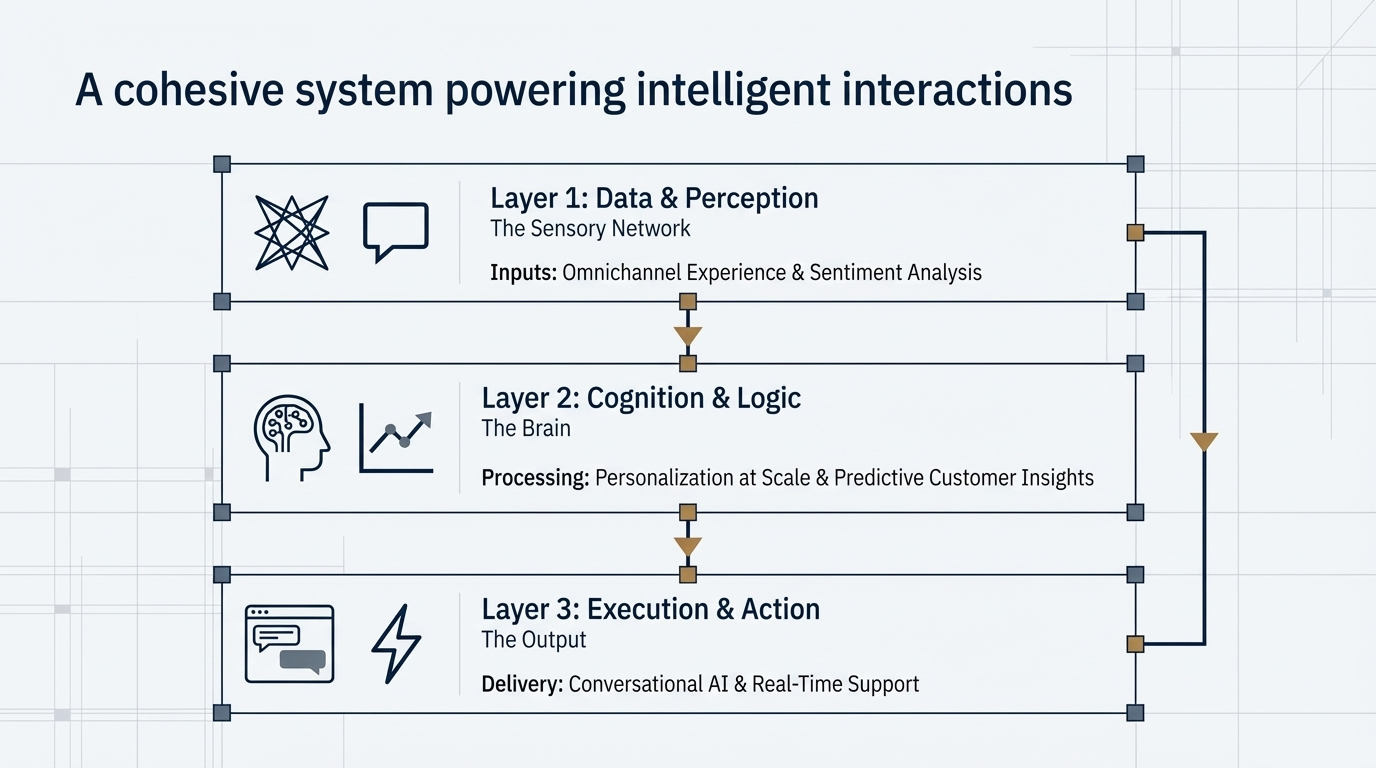 A cohesive system powering intelligent interactions
Layer 1: Data & Perception
The Sensory Network
Inputs: Omnichannel Experience & Sentiment Analysis
Layer 2: Cognition & Logic
The Brain
Processing: Personalization at Scale & Predictive Customer Insights
Layer 3: Execution & Action
The Output
Delivery: Conversational AI & Real-Time Support